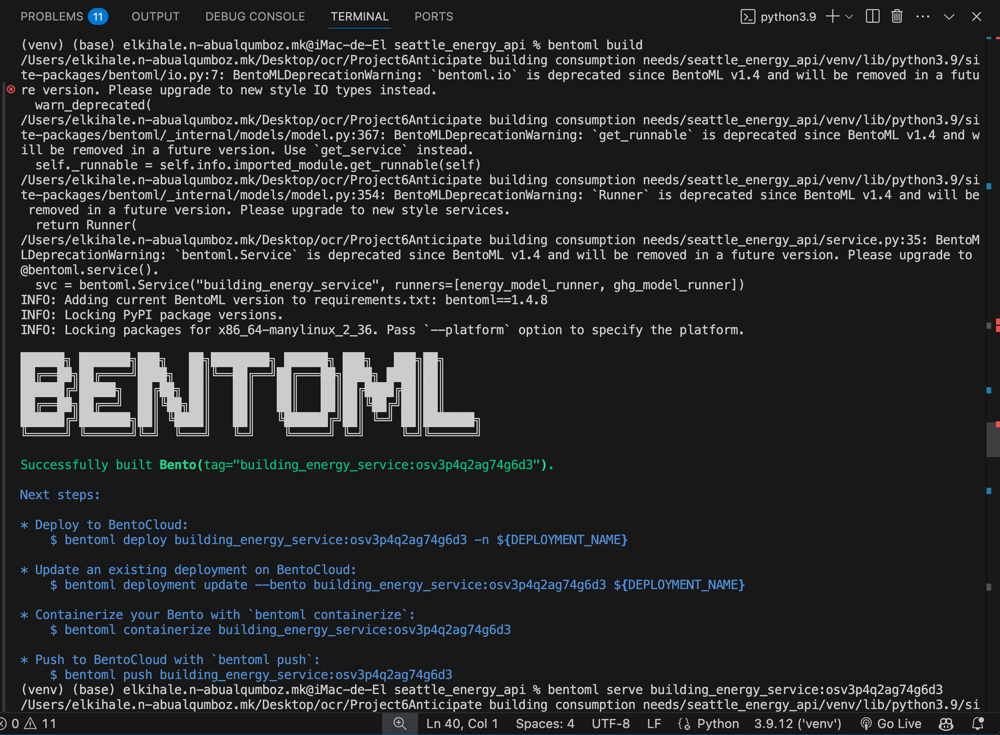 PROBLEMS 11 OUTPUT DEBUG CONSOLE TERMINAL PORTS python3.9
(venv) (base) elkihale.n-abualqumboz.mk@iMac-de-El seattle_energy_api % bentoml build
/Users/elkihale.n-abualqumboz.mk/Desktop/ocr/Project6Anticipate building consumption needs/seattle_energy_api/venv/lib/python3.9/si
te-packages/bentoml/io.py:7: BentoMLDeprecationWarning: `bentoml.io` is deprecated since BentoML v1.4 and will be removed in a futu
re version. Please upgrade to new style IO types instead.
  warn_deprecated(
/Users/elkihale.n-abualqumboz.mk/Desktop/ocr/Project6Anticipate building consumption needs/seattle_energy_api/venv/lib/python3.9/si
te-packages/bentoml/_internal/models/model.py:367: BentoMLDeprecationWarning: `get_runnable` is deprecated since BentoML v1.4 and w
ill be removed in a future version. Use `get_service` instead.
  self._runnable = self.info.imported_module.get_runnable(self)
/Users/elkihale.n-abualqumboz.mk/Desktop/ocr/Project6Anticipate building consumption needs/seattle_energy_api/venv/lib/python3.9/si
te-packages/bentoml/_internal/models/model.py:354: BentoMLDeprecationWarning: `Runner` is deprecated since BentoML v1.4 and will be
 removed in a future version. Please upgrade to new style services.
  return Runner(
/Users/elkihale.n-abualqumboz.mk/Desktop/ocr/Project6Anticipate building consumption needs/seattle_energy_api/service.py:35: BentoM
LDeprecationWarning: `bentoml.Service` is deprecated since BentoML v1.4 and will be removed in a future version. Please upgrade to
@bentoml.service().
  svc = bentoml.Service("building_energy_service", runners=[energy_model_runner, ghg_model_runner])
INFO: Adding current BentoML version to requirements.txt: bentoml==1.4.8
INFO: Locking PyPI package versions.
INFO: Locking packages for x86_64-manylinux_2_36. Pass `--platform` option to specify the platform.
BENTOML
Successfully built Bento(tag="building_energy_service:osv3p4q2ag74g6d3").
Next steps:
* Deploy to BentoCloud:
    $ bentoml deploy building_energy_service:osv3p4q2ag74g6d3 -n ${DEPLOYMENT_NAME}
* Update an existing deployment on BentoCloud:
    $ bentoml deployment update --bento building_energy_service:osv3p4q2ag74g6d3 ${DEPLOYMENT_NAME}
* Containerize your Bento with `bentoml containerize`:
    $ bentoml containerize building_energy_service:osv3p4q2ag74g6d3
* Push to BentoCloud with `bentoml push`:
    $ bentoml push building_energy_service:osv3p4q2ag74g6d3
(venv) (base) elkihale.n-abualqumboz.mk@iMac-de-El seattle_energy_api % bentoml serve building_energy_service:osv3p4q2ag74g6d3
/Users/elkihale.n-abualqumboz.mk/Desktop/ocr/Project6Anticipate building consumption needs/seattle_energy_api/venv/lib/python3.9/si
0 11 Ln 40, Col 1 Spaces: 4 UTF-8 LF Python 3.9.12 ('venv') Go Live